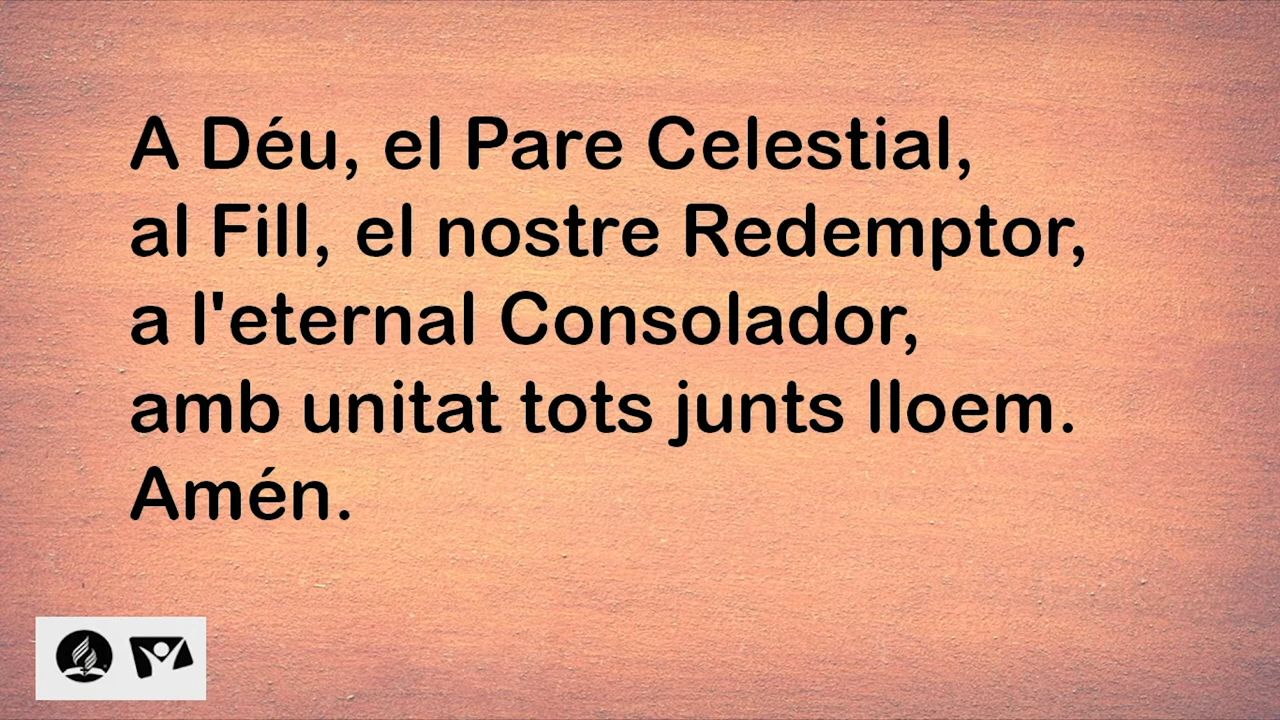 A Déu, el Pare Celestial,
al Fill, el nostre Redemptor,
a l'eternal Consolador,
amb unitat tots junts lloem.
Amén.